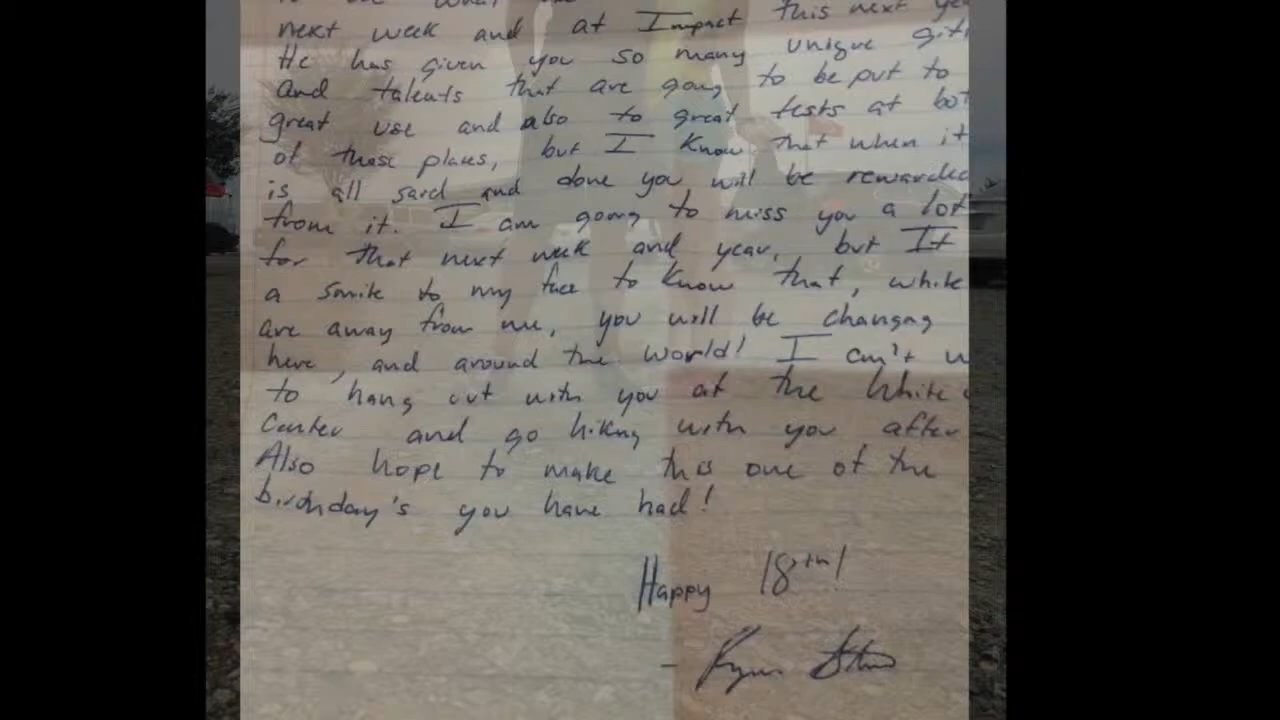 next week and at Impact this next
He has given you so many unique
and talents that are going to be put to
great use and also to great tests at
of these places, but I know that when it
is all said and done you will be rewarded
from it. I am going to miss you a lot
for that next week and year, but It
a smile to my face to know that, while
are away from me, you will be changing
here, and around the world! I can't
to hang out with you at the White
Center and go hiking with you after
Also hope to make this one of the
birthday's you have had!
Happy 18th!
- Ryan